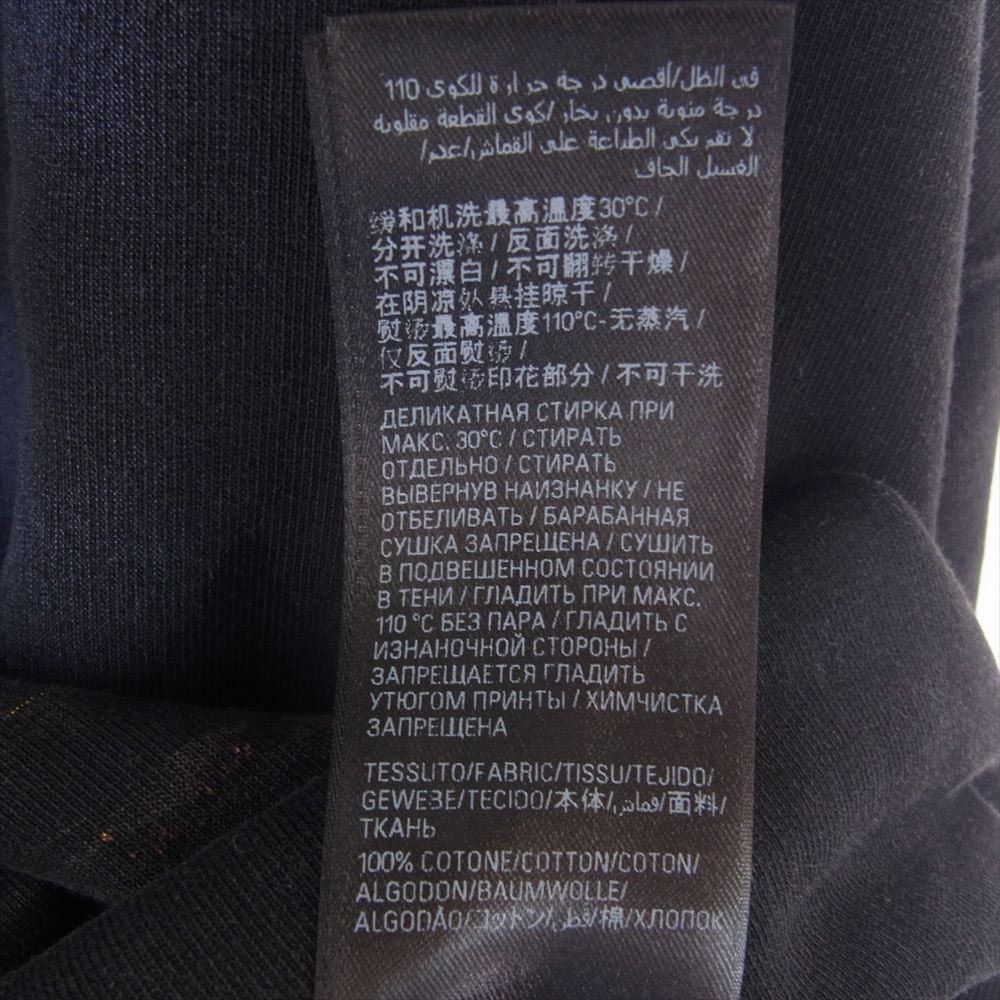 في الظل/أقصى درجة حرارة للكوى 110
درجة مئوية بدون بخار/كوى القطعة مقلوبة
لا تقم بكى الطباعة على القماش/عدم/
الغسيل الجاف
缓和机洗最高温度30°C /
分开洗涤 / 反面洗涤 /
不可漂白 / 不可翻转干燥 /
在阴凉处悬挂晾干 /
熨烫最高温度110°C-无蒸汽 /
仅反面熨烫 /
不可熨烫印花部分 / 不可干洗
ДЕЛИКАТНАЯ СТИРКА ПРИ
МАКС. 30°C / СТИРАТЬ
ОТДЕЛЬНО / СТИРАТЬ
ВЫВЕРНУВ НАИЗНАНКУ / НЕ
ОТБЕЛИВАТЬ / БАРАБАННАЯ
СУШКА ЗАПРЕЩЕНА / СУШИТЬ
В ПОДВЕШЕННОМ СОСТОЯНИИ
В ТЕНИ / ГЛАДИТЬ ПРИ МАКС.
110 °C БЕЗ ПАРА / ГЛАДИТЬ С
ИЗНАНОЧНОЙ СТОРОНЫ /
ЗАПРЕЩАЕТСЯ ГЛАДИТЬ
УТЮГОМ ПРИНТЫ / ХИМЧИСТКА
ЗАПРЕЩЕНА
TESSUTO/FABRIC/TISSU/TEJIDO/
GEWEBE/TECIDO/本体/قماش/面料/
ТКАНЬ
100% COTONE/COTTON/COTON/
ALGODON/BAUMWOLLE/
ALGODÃO/コットン/قطن/棉/ХЛОПОК